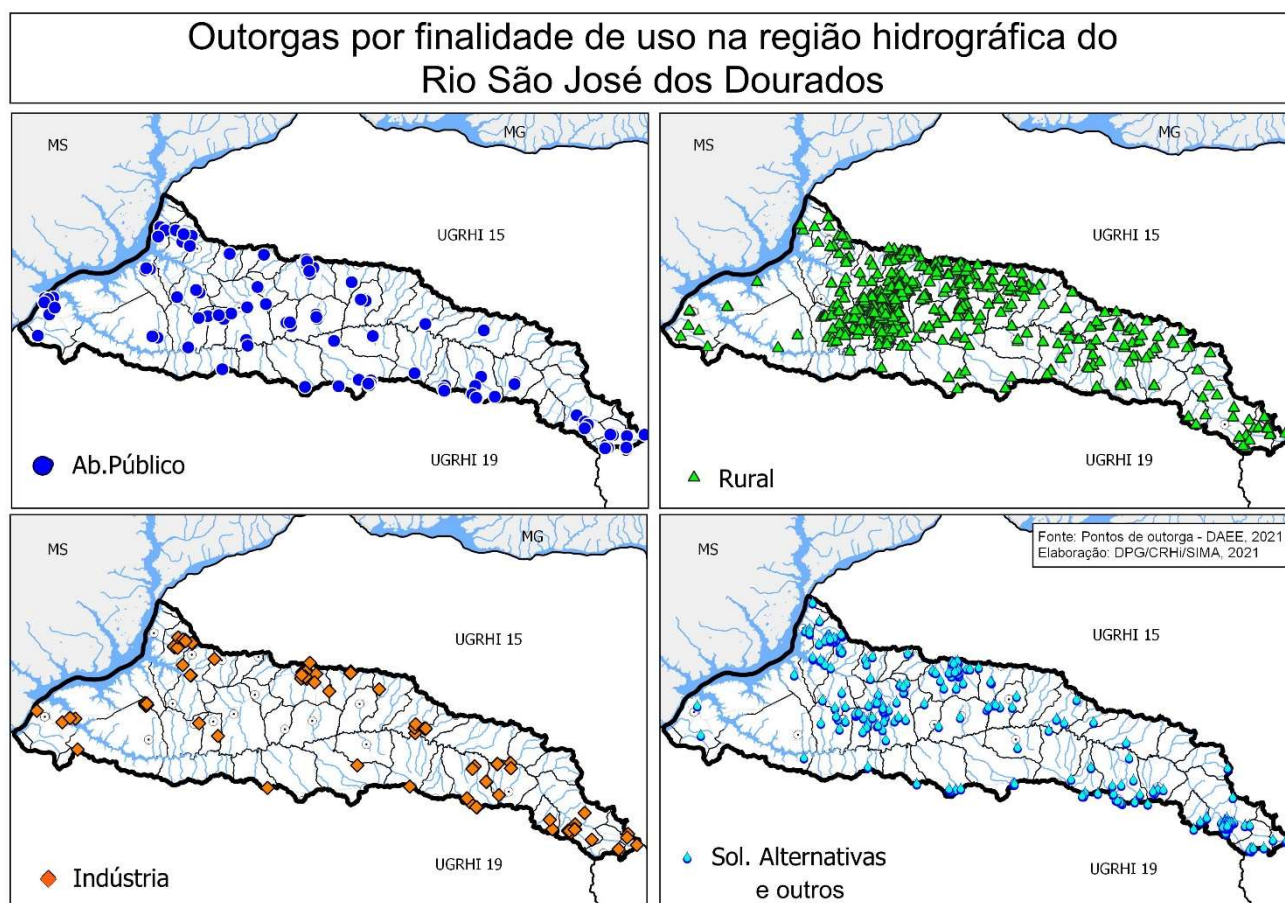 Outorgas por finalidade de uso na região hidrográfica do
Rio São José dos Dourados
MS
MG
UGRHI 15
UGRHI 19
Ab.Público
MS
MG
UGRHI 15
UGRHI 19
Rural
MS
MG
UGRHI 15
UGRHI 19
Indústria
MS
Fonte: Pontos de outorga - DAEE, 2021
Elaboração: DPG/CRHi/SIMA, 2021
UGRHI 15
UGRHI 19
Sol. Alternativas
e outros